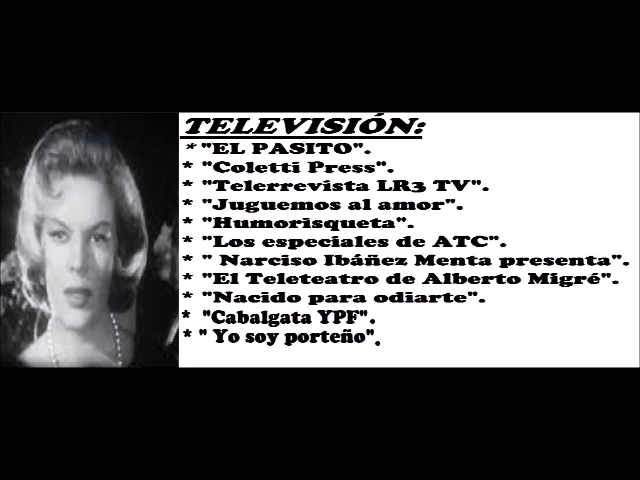 TELEVISIÓN:
* "EL PASITO".
* "Coletti Press".
* "Telerrevista LR3 TV".
* "Juguemos al amor".
* "Humorisqueta".
* "Los especiales de ATC".
* " Narciso Ibáñez Menta presenta".
* "El Teleteatro de Alberto Migré".
* "Nacido para odiarte".
* "Cabalgata YPF".
* " Yo soy porteño".